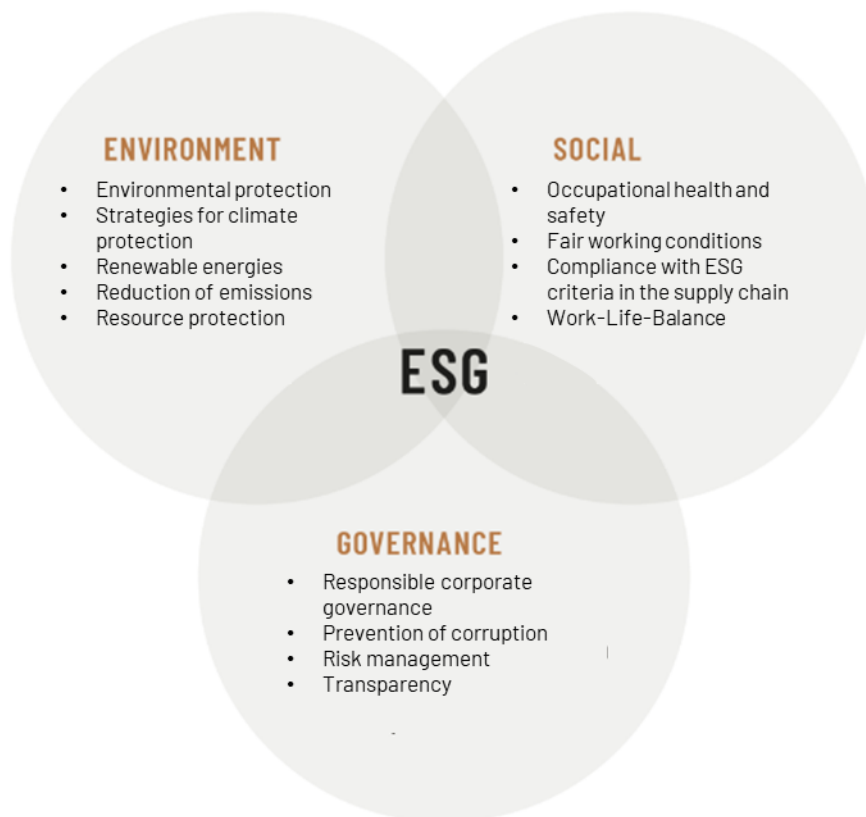 ENVIRONMENT
• Environmental protection
• Strategies for climate
protection
• Renewable energies
• Reduction of emissions
• Resource protection
SOCIAL
• Occupational health and
safety
• Fair working conditions
• Compliance with ESG
criteria in the supply chain
• Work-Life-Balance
ESG
GOVERNANCE
• Responsible corporate
governance
• Prevention of corruption
• Risk management
• Transparency